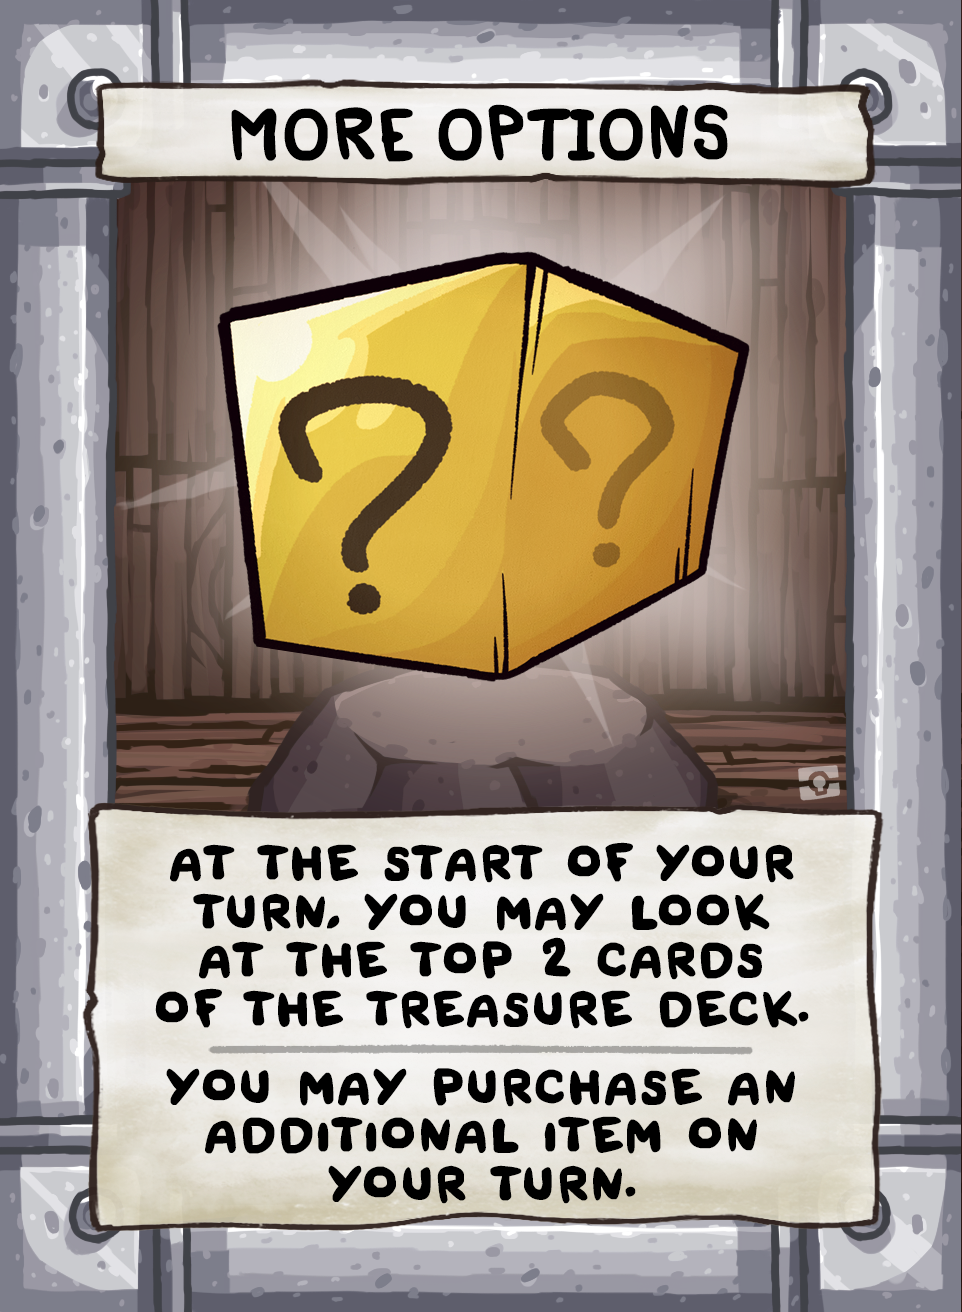 MORE OPTIONS
?
?
AT THE START OF YOUR
TURN, YOU MAY LOOK
AT THE TOP 2 CARDS
OF THE TREASURE DECK.
YOU MAY PURCHASE AN
ADDITIONAL ITEM ON
YOUR TURN.